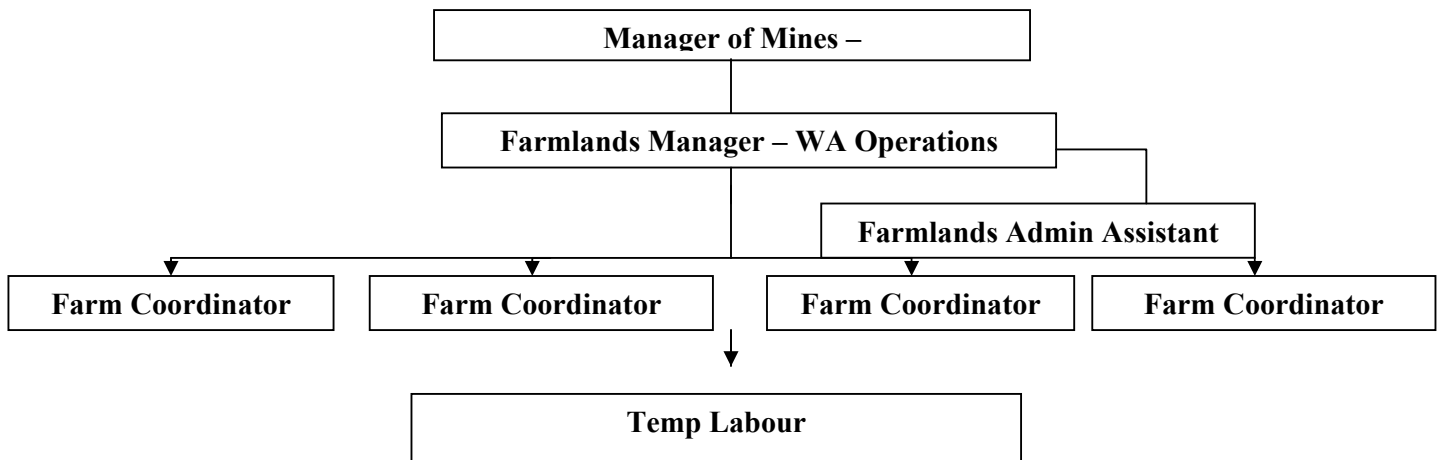 Manager of Mines –
Farmlands Manager – WA Operations
Farmlands Admin Assistant
Farm Coordinator
Farm Coordinator
Farm Coordinator
Farm Coordinator
Temp Labour